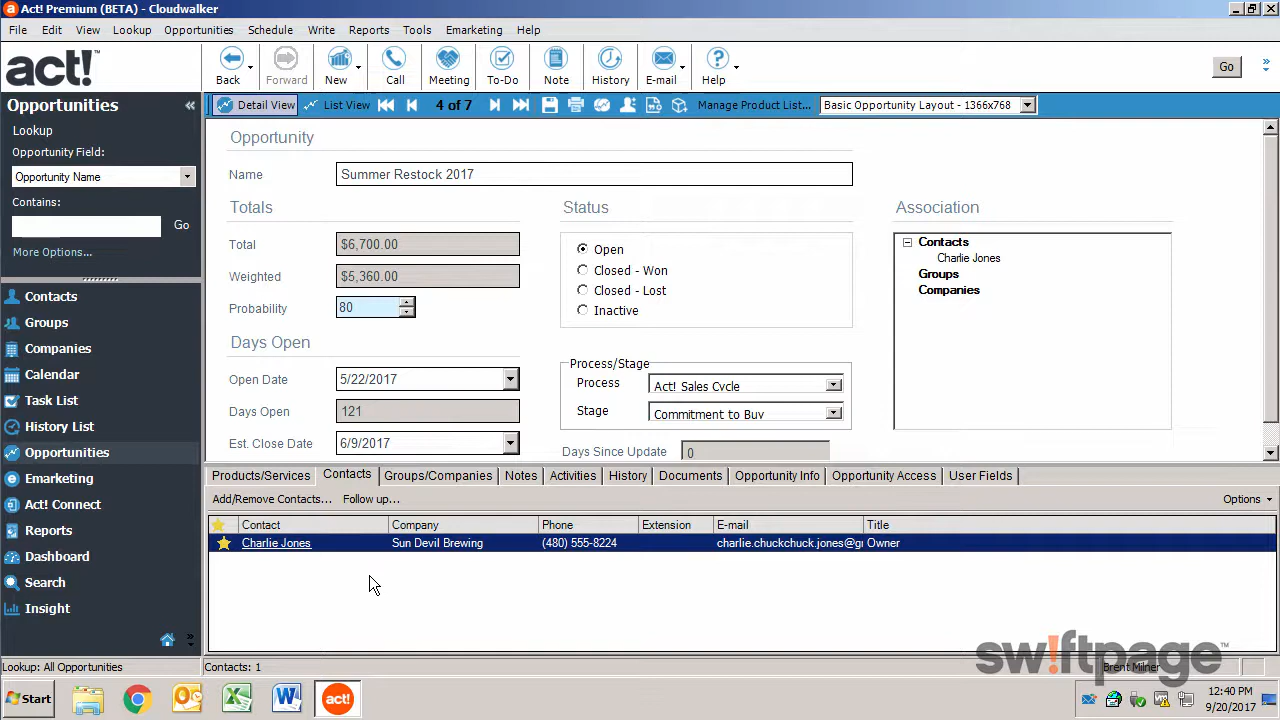 Act! Premium (BETA) - Cloudwalker
File Edit View Lookup Opportunities Schedule Write Reports Tools Emarketing Help
act!™
Back Forward New Call Meeting To-Do Note History E-mail Help Go
Opportunities
Detail View List View 4 of 7 Manage Product List... Basic Opportunity Layout - 1366x768
Lookup
Opportunity Field:
Opportunity Name
Contains:
Go
More Options...
Contacts
Groups
Companies
Calendar
Task List
History List
Opportunities
Emarketing
Act! Connect
Reports
Dashboard
Search
Insight
Opportunity
Name Summer Restock 2017
Totals
Total $6,700.00
Weighted $5,360.00
Probability 80
Days Open
Open Date 5/22/2017
Days Open 121
Est. Close Date 6/9/2017
Status
Open
Closed - Won
Closed - Lost
Inactive
Process/Stage
Process Act! Sales Cycle
Stage Commitment to Buy
Days Since Update 0
Association
Contacts
Charlie Jones
Groups
Companies
Products/Services Contacts Groups/Companies Notes Activities History Documents Opportunity Info Opportunity Access User Fields
Add/Remove Contacts... Follow up... Options
Contact Company Phone Extension E-mail Title
Charlie Jones Sun Devil Brewing (480) 555-8224 charlie.chuckchuck.jones@g Owner
sw!ftpage™
Lookup: All Opportunities Contacts: 1 Brent Milner
Start act! 12:40 PM
9/20/2017